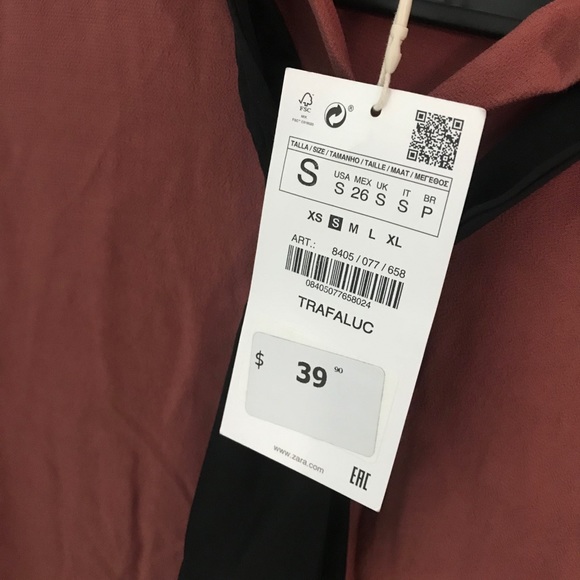 FSC
®
TALLA / SIZE / TAMANHO / TAILLE / MAAT / ΜΕΓΕΘΟΣ
S USA S MEX 26 UK S IT S BR P
XS S M L XL
ART.: 8405 / 077 / 658
08405077658024
TRAFALUC
$ 39 90
www.zara.com
EAC